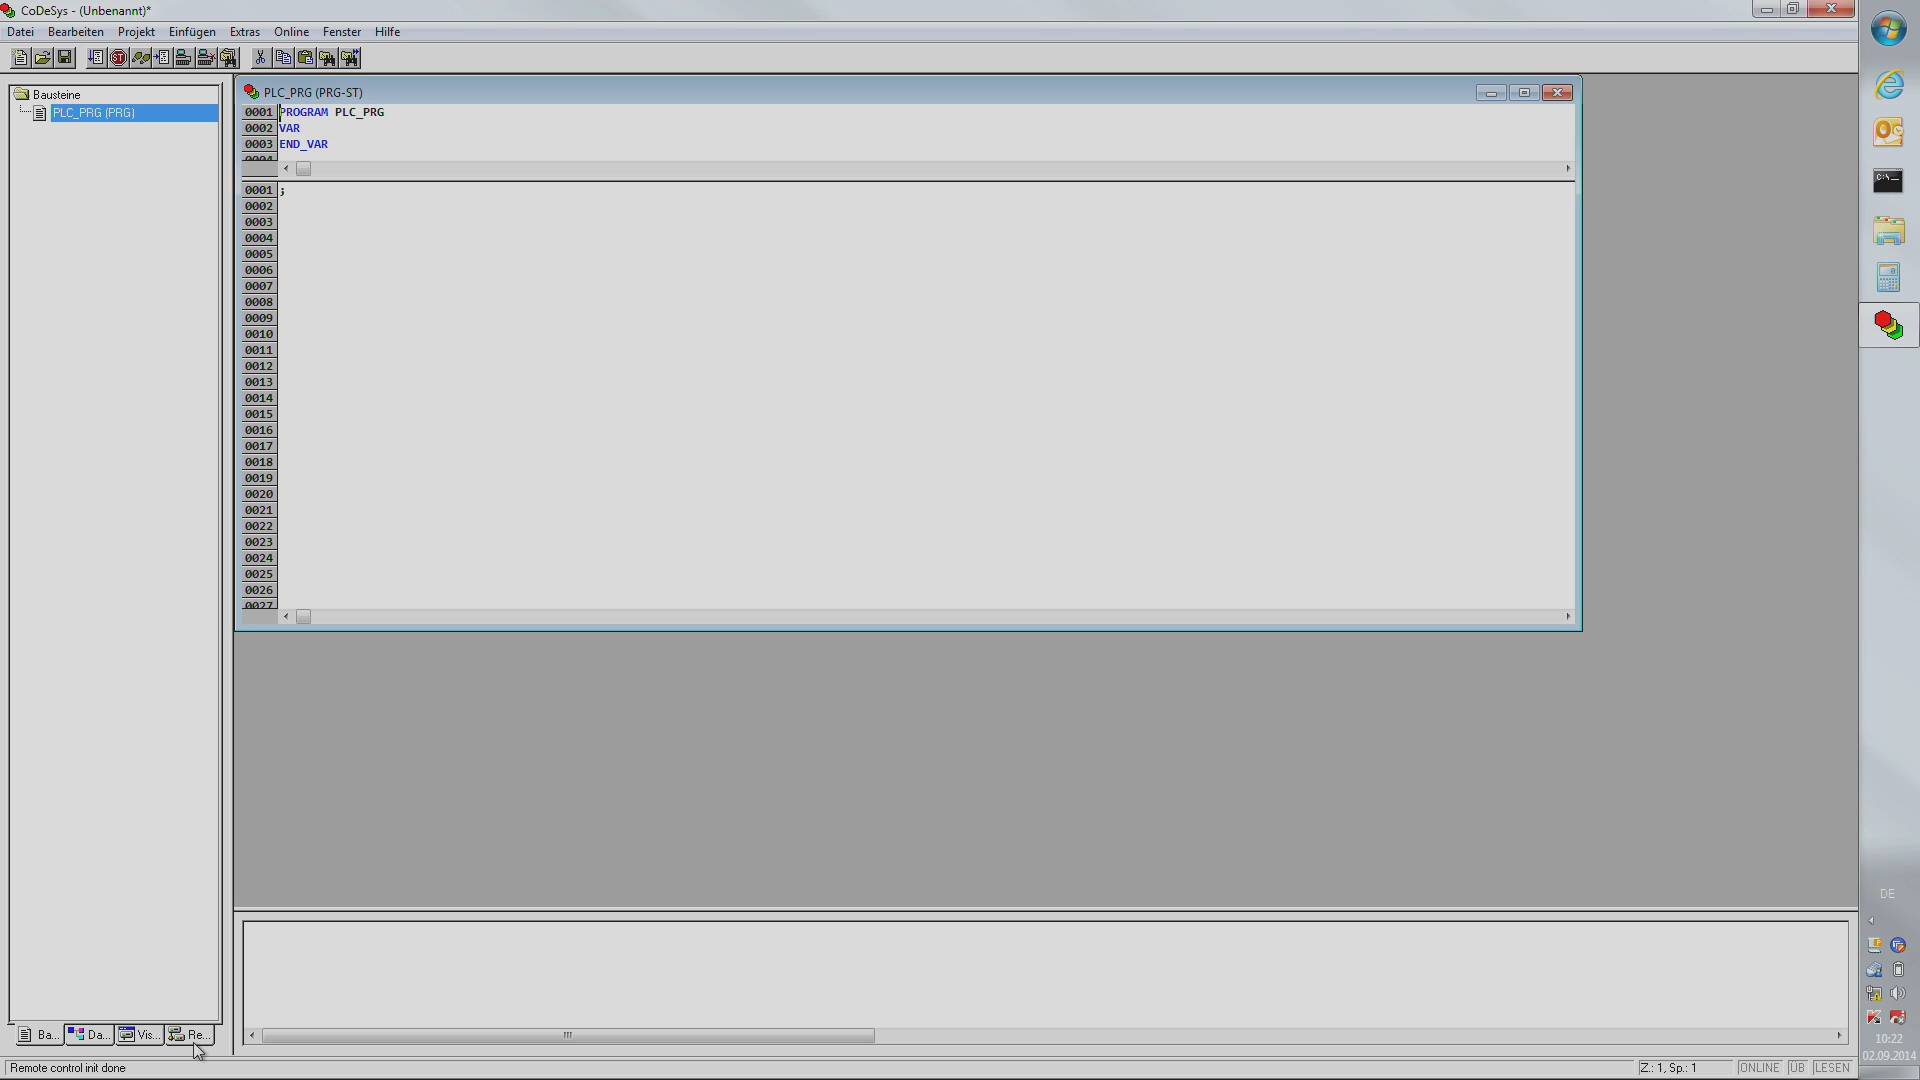 CoDeSys - (Unbenannt)*
Datei Bearbeiten Projekt Einfügen Extras Online Fenster Hilfe
Bausteine
PLC_PRG (PRG)
PLC_PRG (PRG-ST)
0001 PROGRAM PLC_PRG
0002 VAR
0003 END_VAR
0004
0001 ;
0002
0003
0004
0005
0006
0007
0008
0009
0010
0011
0012
0013
0014
0015
0016
0017
0018
0019
0020
0021
0022
0023
0024
0025
0026
0027
Ba... Da... Vis... Re...
Remote control init done
Z.: 1, Sp.: 1 ONLINE ÜB LESEN
DE
10:22
02.09.2014